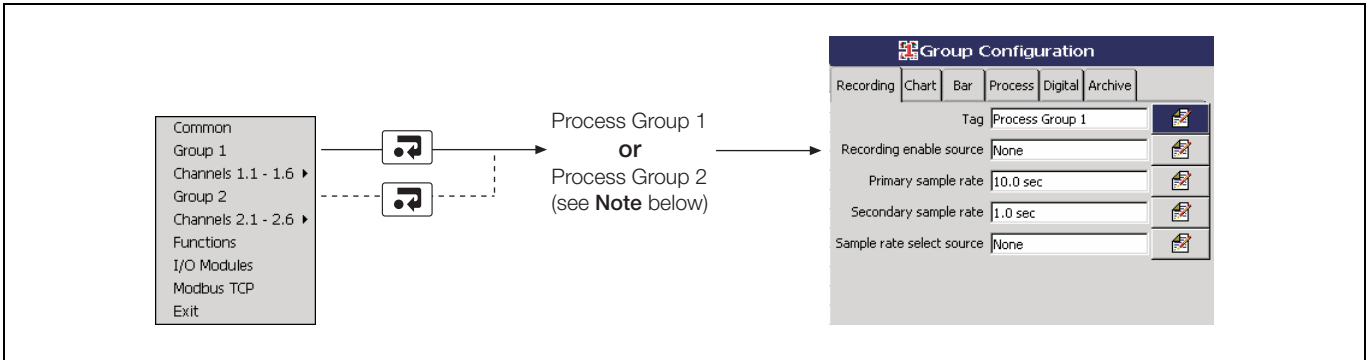 Common
Group 1
Channels 1.1 - 1.6
Group 2
Channels 2.1 - 2.6
Functions
I/O Modules
Modbus TCP
Exit
Process Group 1
or
Process Group 2
(see Note below)
1 Group Configuration
Recording Chart Bar Process Digital Archive
Tag Process Group 1
Recording enable source None
Primary sample rate 10.0 sec
Secondary sample rate 1.0 sec
Sample rate select source None